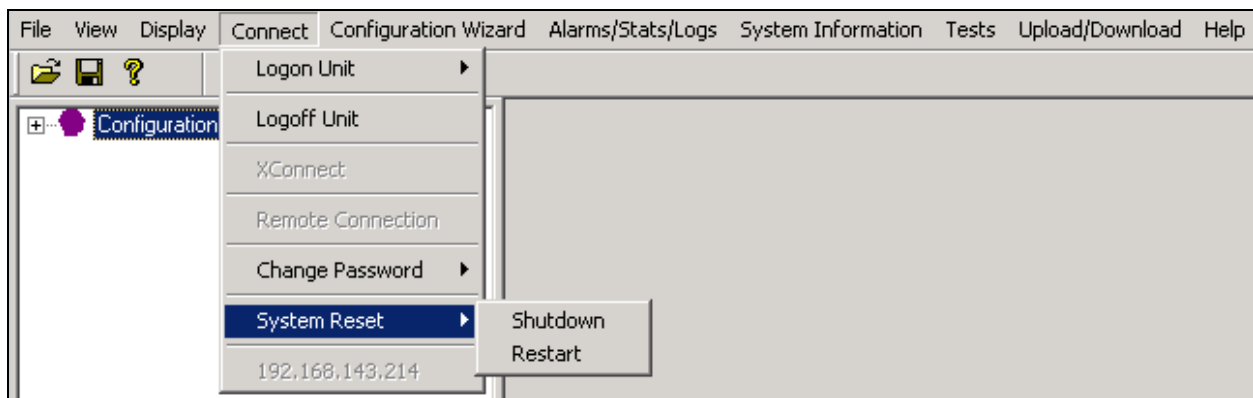 File View Display Connect Configuration Wizard Alarms/Stats/Logs System Information Tests Upload/Download Help
Logon Unit
Configuration
Logoff Unit
XConnect
Remote Connection
Change Password
System Reset
Shutdown
Restart
192.168.143.214